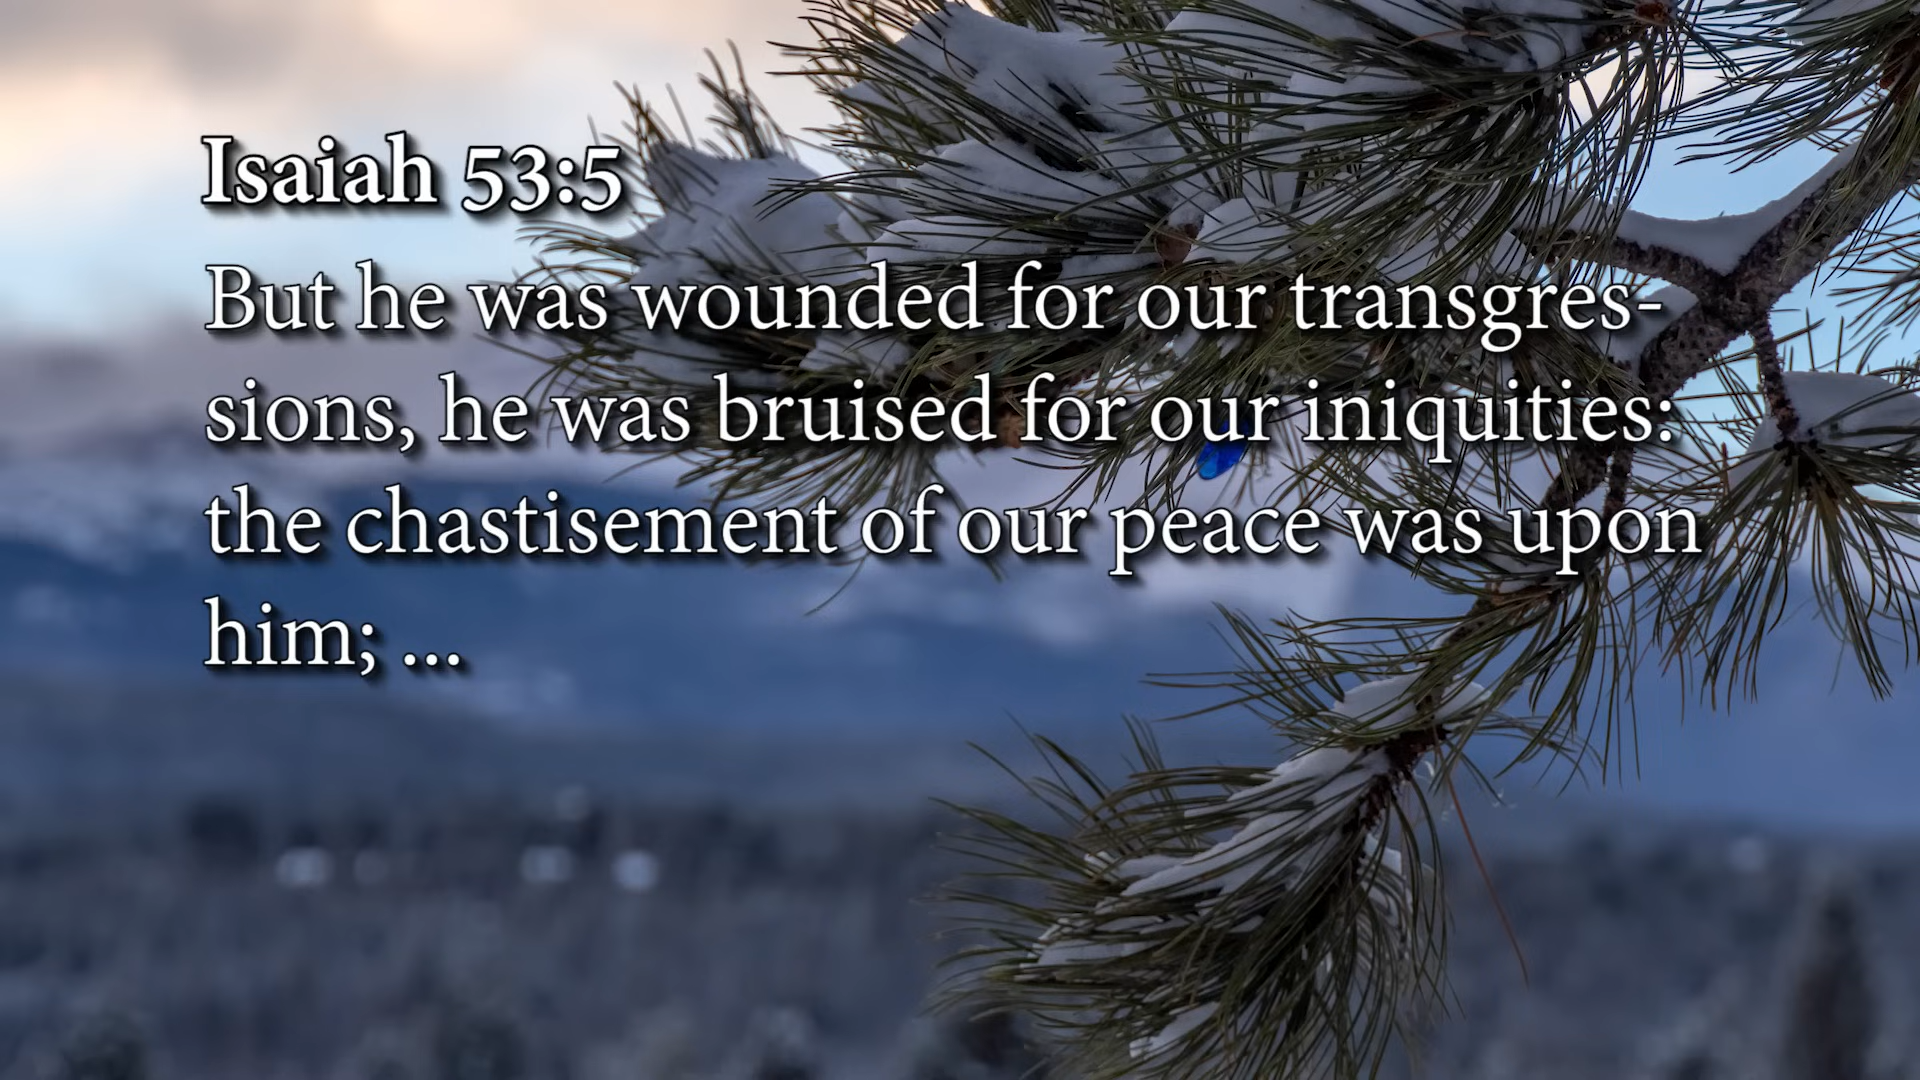 Isaiah 53:5
But he was wounded for our transgres-
sions, he was bruised for our iniquities:
the chastisement of our peace was upon
him; ...